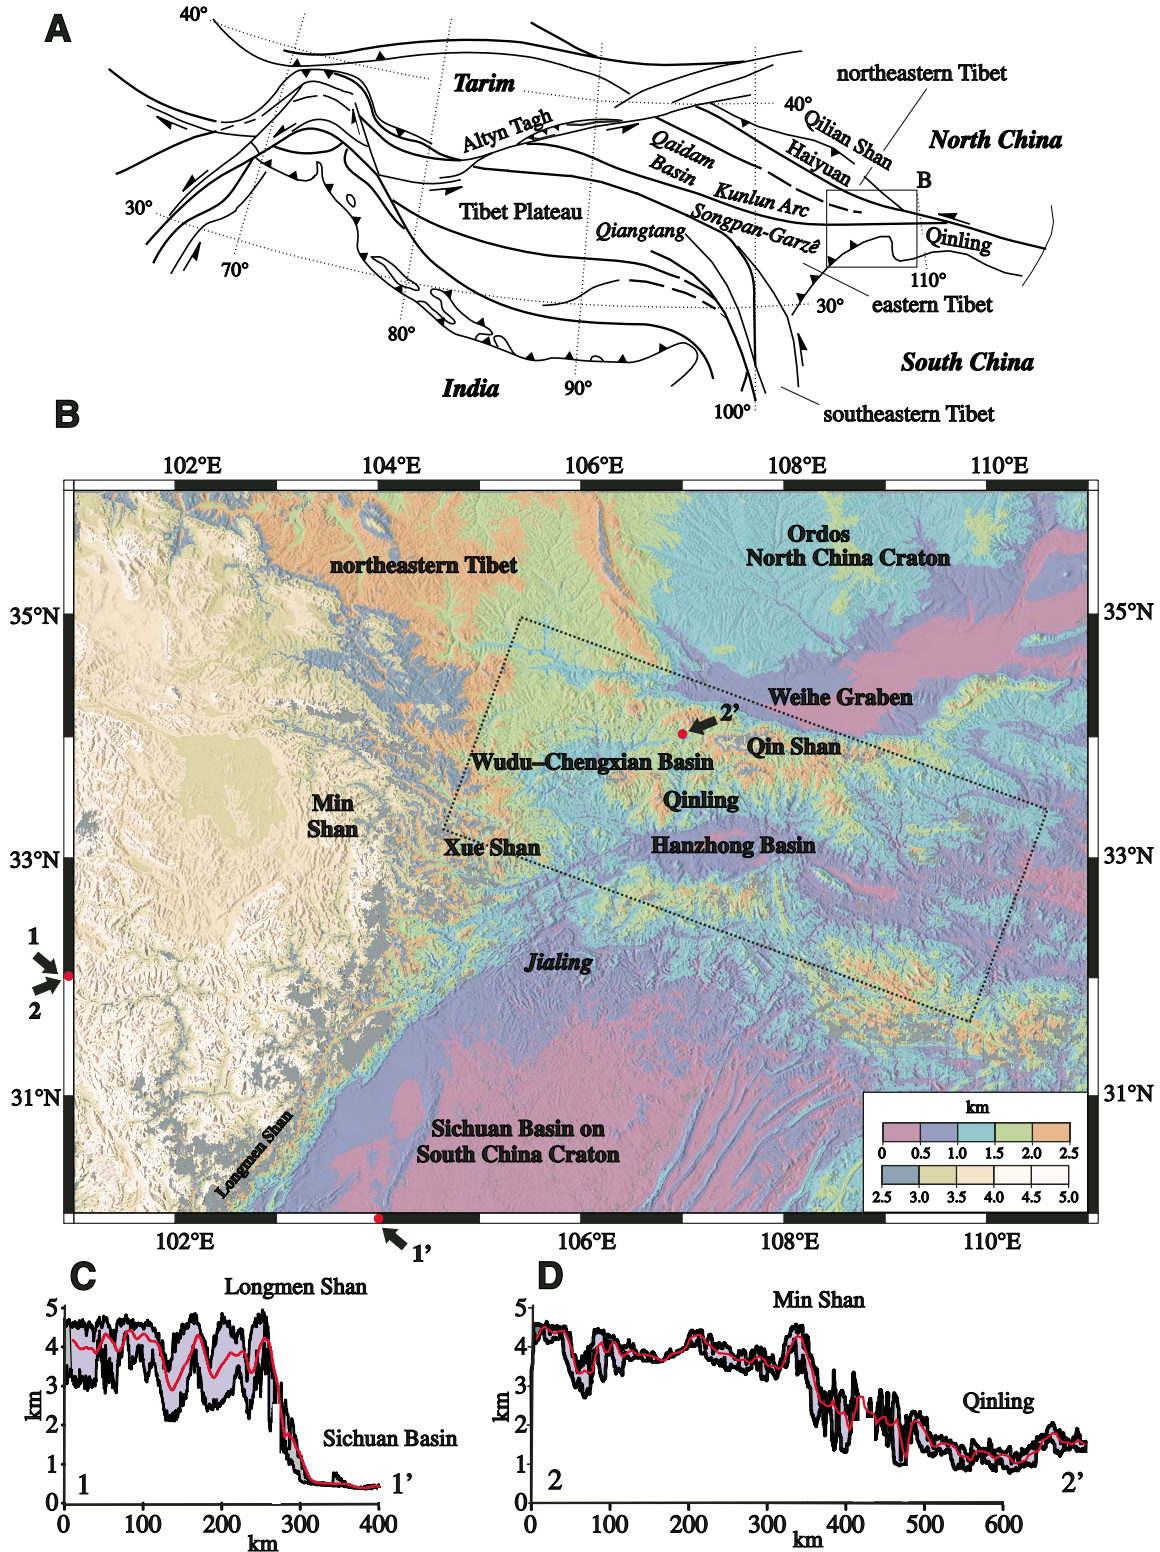 A
40°
Tarim
northeastern Tibet
40°
Qilian Shan
North China
Altyn Tagh
Haiyuan
Qaidam
Basin
B
Kunlun Arc
30°
Tibet Plateau
Songpan-Garzê
Qiangtang
Qinling
70°
110°
30°
eastern Tibet
80°
South China
India
90°
100°
southeastern Tibet
B
102°E
104°E
106°E
108°E
110°E
Ordos
North China Craton
northeastern Tibet
35°N
35°N
Weihe Graben
2’
Qin Shan
Wudu–Chengxian Basin
Min
Shan
Qinling
Xue Shan
Hanzhong Basin
33°N
33°N
1
2
Jialing
31°N
31°N
km
0 0.5 1.0 1.5 2.0 2.5
2.5 3.0 3.5 4.0 4.5 5.0
Longmen Shan
Sichuan Basin on
South China Craton
102°E
1’
106°E
108°E
110°E
C
Longmen Shan
5
4
3
2
1
0
km
Sichuan Basin
1
1’
0 100 200 300 400
km
D
Min Shan
5
4
3
2
1
0
km
Qinling
2
2’
0 100 200 300 km 400 500 600